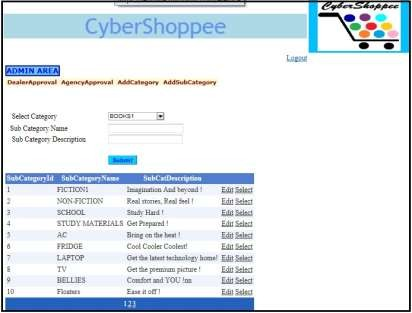 CyberShoppee
CyberShoppee
Logout
ADMIN AREA
DealerApproval AgencyApproval AddCategory AddSubCategory
Select Category BOOKS1
Sub Category Name
Sub Category Description
Submit
SubCategoryId SubCategoryName SubCatDescription
1 FICTION1 Imagination And beyond ! Edit Select
2 NON-FICTION Real stories, Real feel ! Edit Select
3 SCHOOL Study Hard ! Edit Select
4 STUDY MATERIALS Get Prepared ! Edit Select
5 AC Bring on the heat ! Edit Select
6 FRIDGE Cool Cooler Coolest! Edit Select
7 LAPTOP Get the latest technology home! Edit Select
8 TV Get the premium picture ! Edit Select
9 BELLIES Comfort and YOU !nn Edit Select
10 Floaters Ease it off ! Edit Select
123